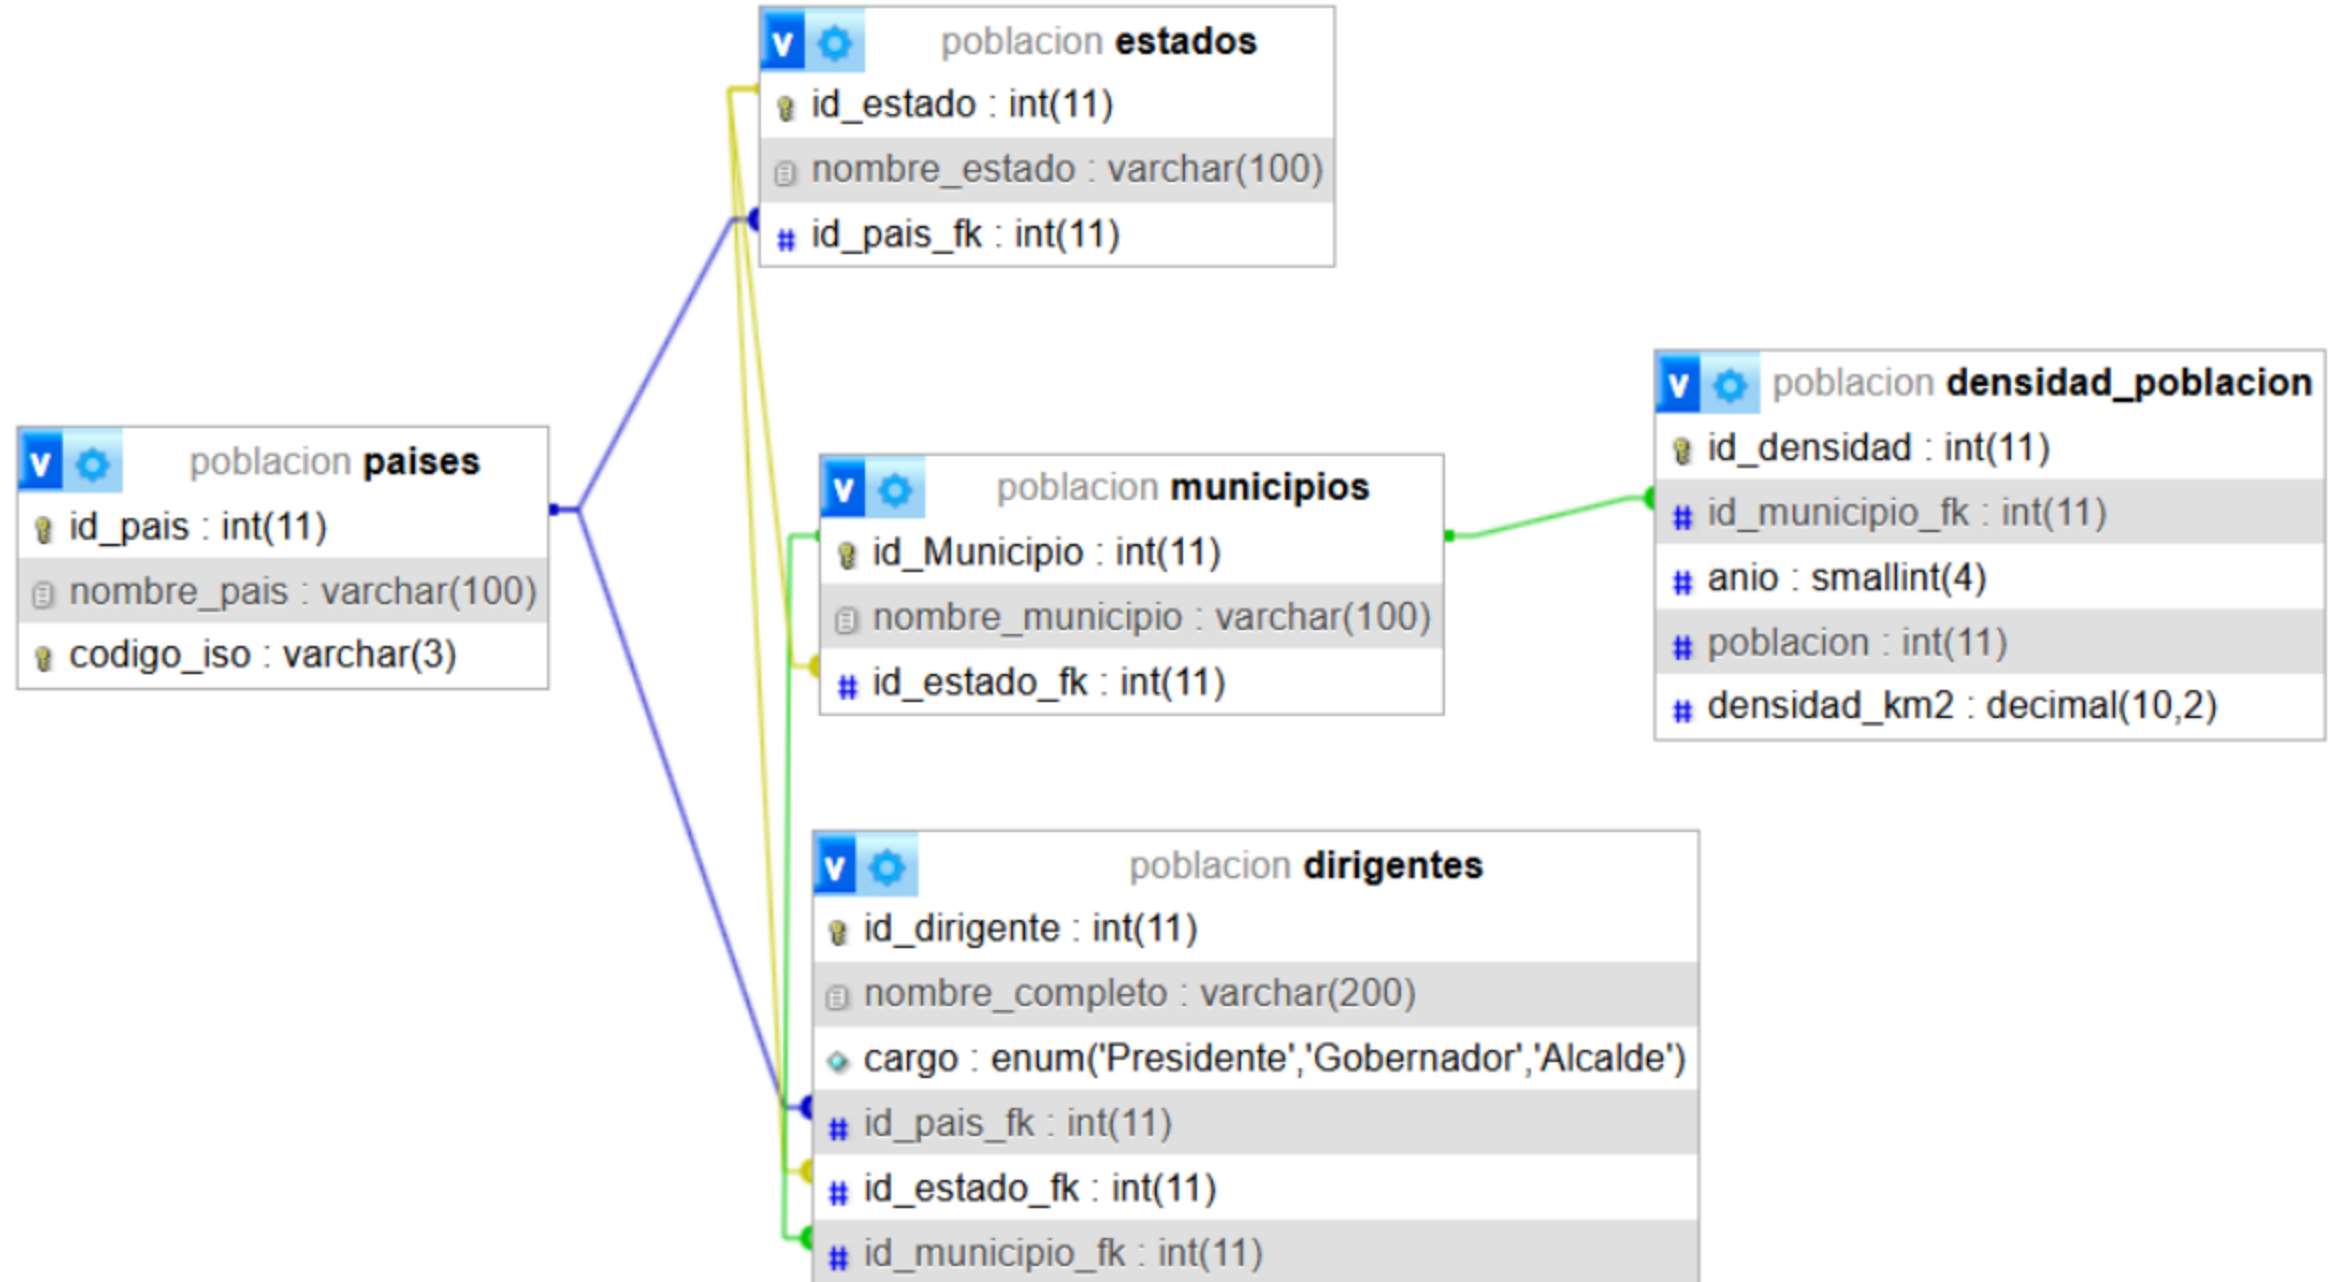 v poblacion estados
id_estado : int(11)
nombre_estado : varchar(100)
# id_pais_fk : int(11)
v poblacion paises
id_pais : int(11)
nombre_pais : varchar(100)
codigo_iso : varchar(3)
v poblacion municipios
id_Municipio : int(11)
nombre_municipio : varchar(100)
# id_estado_fk : int(11)
v poblacion densidad_poblacion
id_densidad : int(11)
# id_municipio_fk : int(11)
# anio : smallint(4)
# poblacion : int(11)
# densidad_km2 : decimal(10,2)
v poblacion dirigentes
id_dirigente : int(11)
nombre_completo : varchar(200)
cargo : enum('Presidente','Gobernador','Alcalde')
# id_pais_fk : int(11)
# id_estado_fk : int(11)
# id_municipio_fk : int(11)